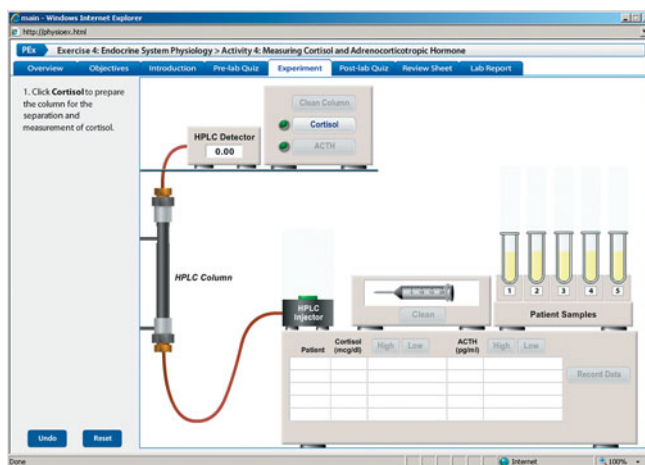 main - Windows Internet Explorer
http://physioex.html
PEx Exercise 4: Endocrine System Physiology > Activity 4: Measuring Cortisol and Adrenocorticotropic Hormone
Overview Objectives Introduction Pre-lab Quiz Experiment Post-lab Quiz Review Sheet Lab Report
1. Click Cortisol to prepare
the column for the
separation and
measurement of cortisol.
Clean Column
Cortisol
ACTH
HPLC Detector
0.00
HPLC Column
HPLC
Injector
Clean
1 2 3 4 5
Patient Samples
Patient
Cortisol
(mcg/dl)
High Low
ACTH
(pg/ml)
High Low
Record Data
Undo Reset
Done Internet 100%